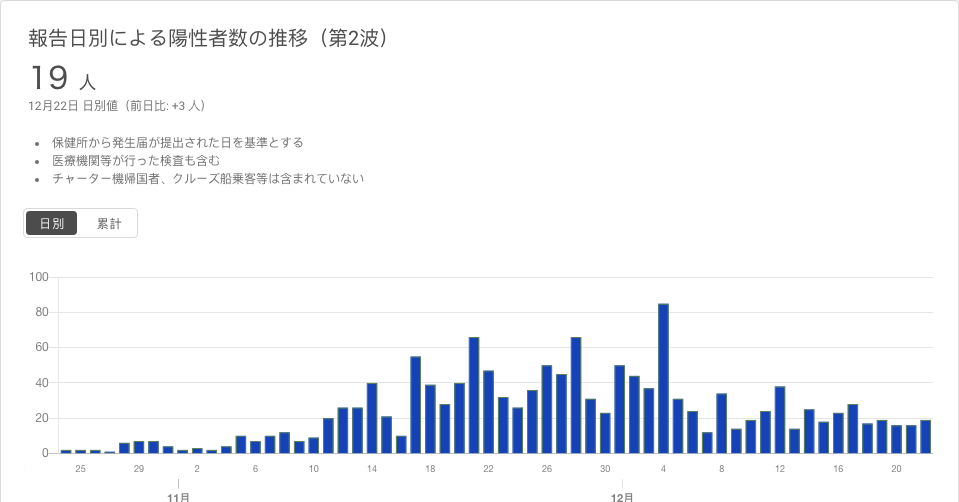 報告日別による陽性者数の推移（第2波）
19 人
12月22日 日別値（前日比: +3 人）
保健所から発生届が提出された日を基準とする
医療機関等が行った検査も含む
チャーター機帰国者、クルーズ船乗客等は含まれていない
日別 累計
100
80
60
40
20
0
25 29 2 6 10 14 18 22 26 30 4 8 12 16 20
11月 12月